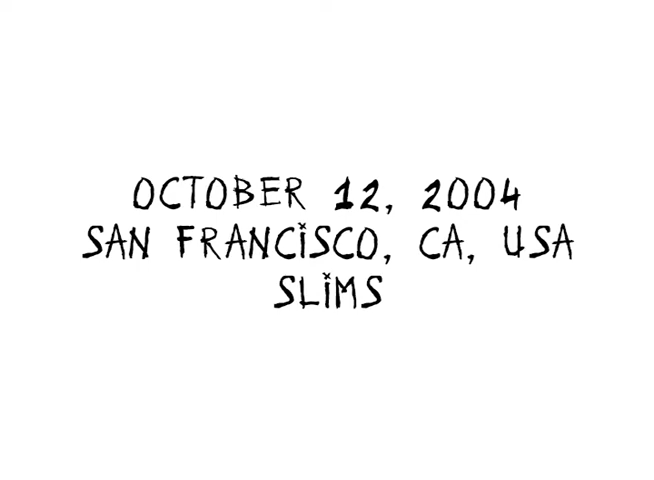 OCTOBER 12, 2004
SAN FRANCISCO, CA, USA
SLIMS